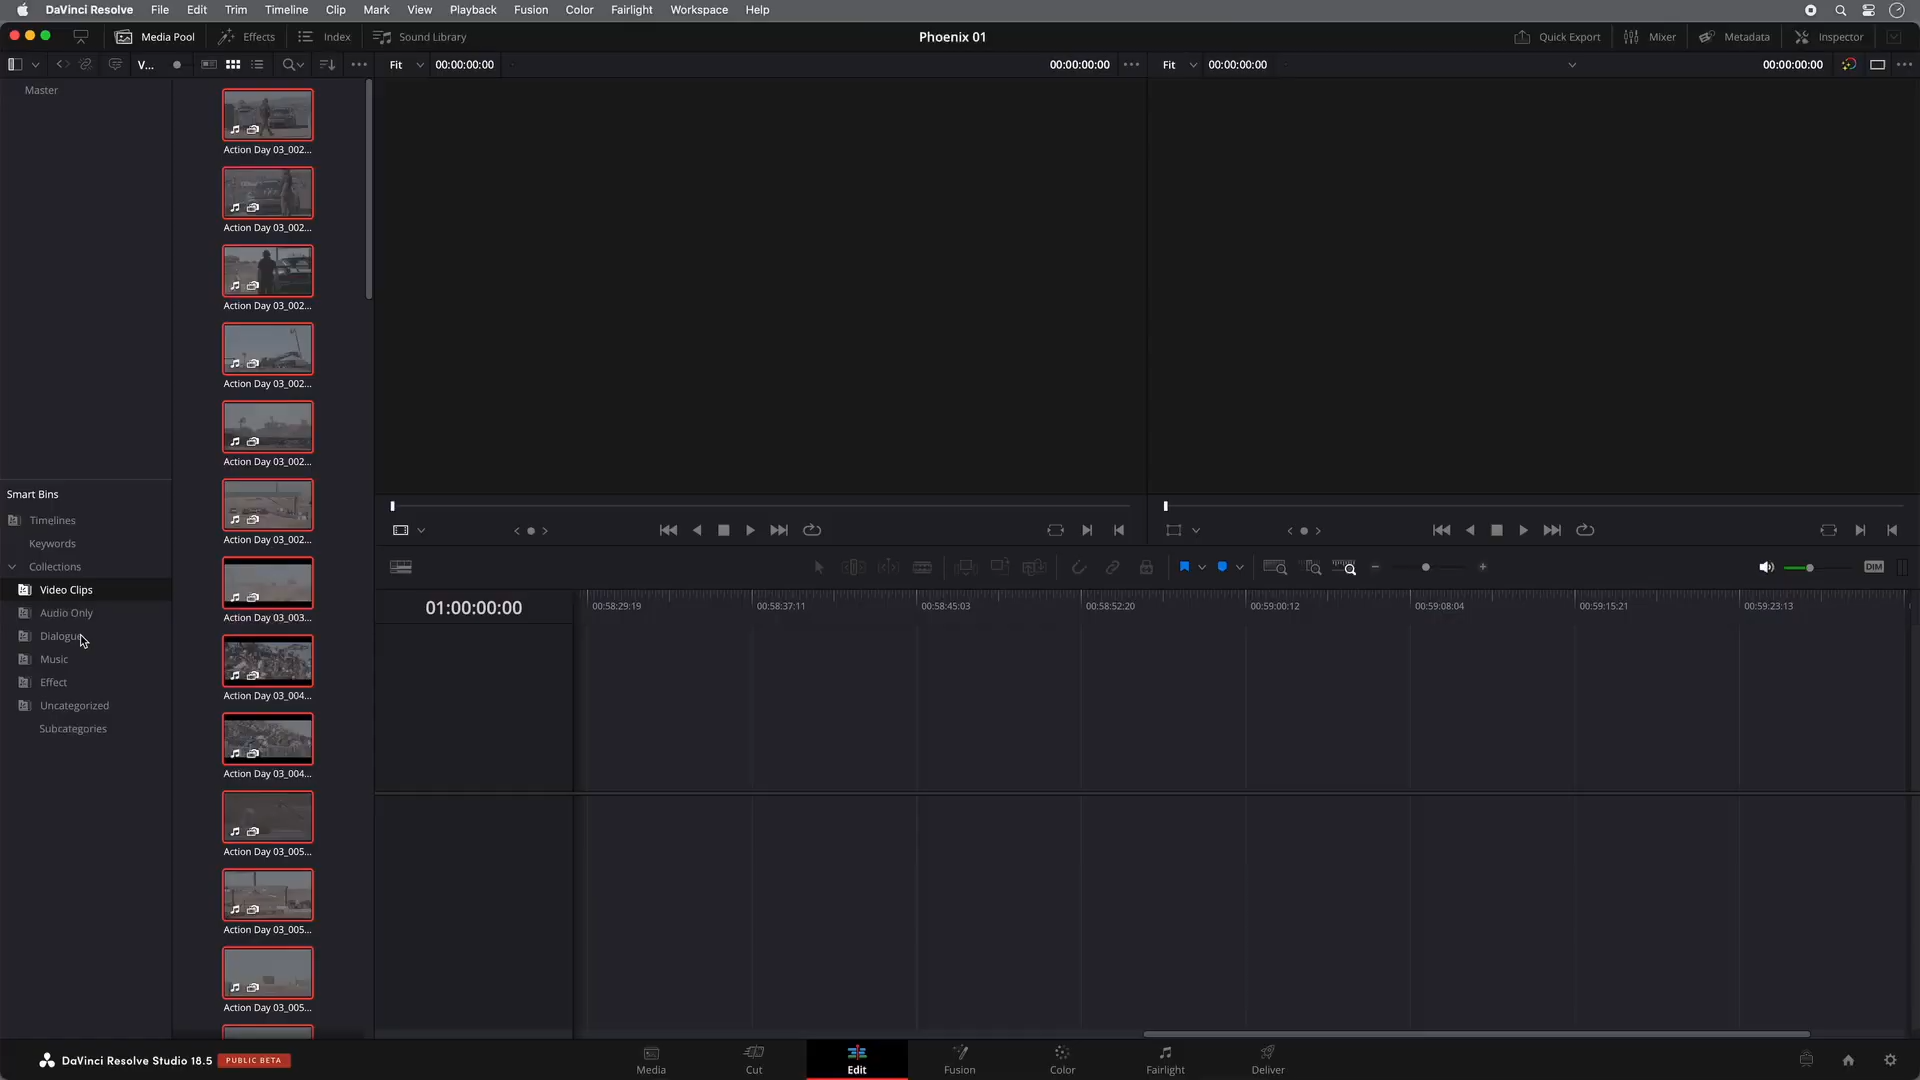 DaVinci Resolve File Edit Trim Timeline Clip Mark View Playback Fusion Color Fairlight Workspace Help
Media Pool Effects Index Sound Library Phoenix 01 Quick Export Mixer Metadata Inspector
V... Fit 00:00:00:00 00:00:00:00 Fit 00:00:00:00 00:00:00:00
Master
Action Day 03_002...
Action Day 03_002...
Action Day 03_002...
Action Day 03_002...
Action Day 03_002...
Action Day 03_002...
Action Day 03_003...
Action Day 03_004...
Action Day 03_004...
Action Day 03_005...
Action Day 03_005...
Action Day 03_005...
Smart Bins
Timelines
Keywords
Collections
Video Clips
Audio Only
Dialogue
Music
Effect
Uncategorized
Subcategories
DIM
01:00:00:00 00:58:29:19 00:58:37:11 00:58:45:03 00:58:52:20 00:59:00:12 00:59:08:04 00:59:15:21 00:59:23:13
DaVinci Resolve Studio 18.5 PUBLIC BETA
Media Cut Edit Fusion Color Fairlight Deliver